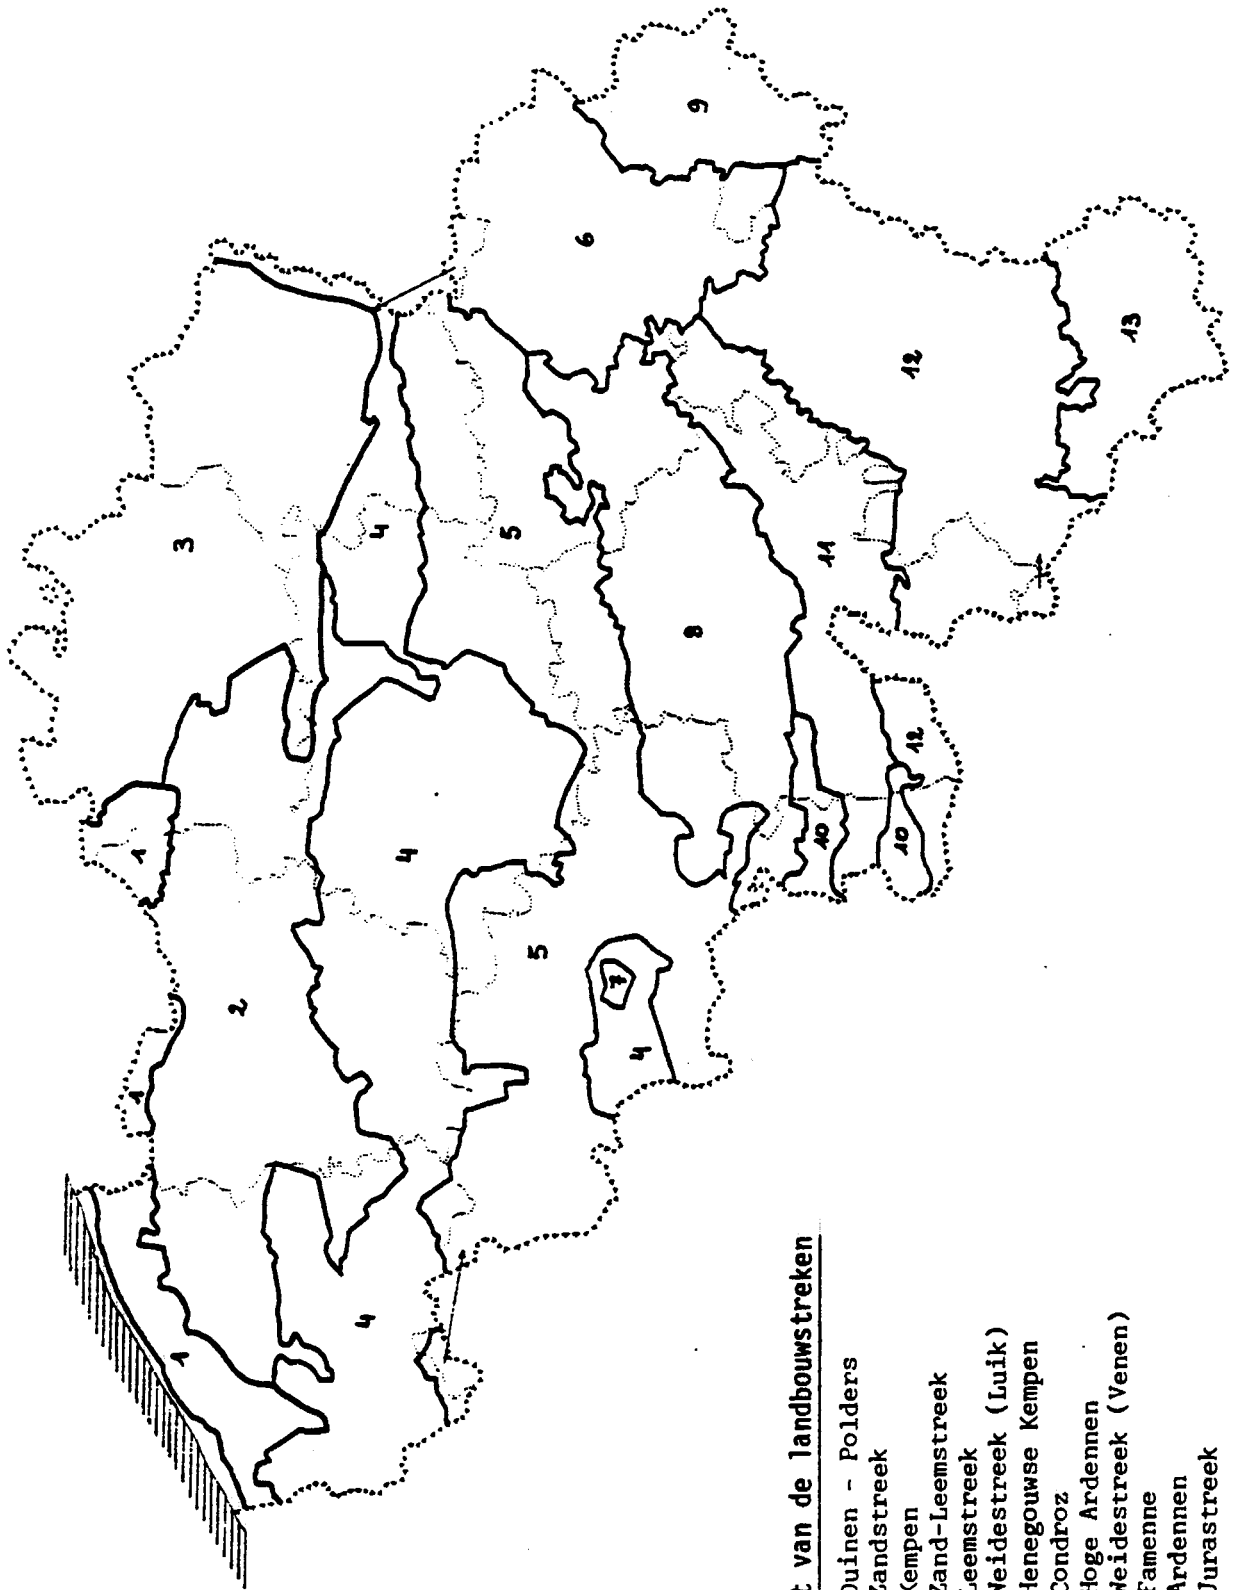 t van de landbouwstreken
Duinen - Polders
Zandstreek
Kempen
Zand-Leemstreek
Leemstreek
Weidestreek (Luik)
Henegouwse Kempen
Condroz
Hoge Ardennen
Weidestreek (Venen)
Famenne
Ardennen
Jurastreek
1
1
1
2
3
4
4
4
4
5
5
6
7
8
9
10
10
11
12
12
13